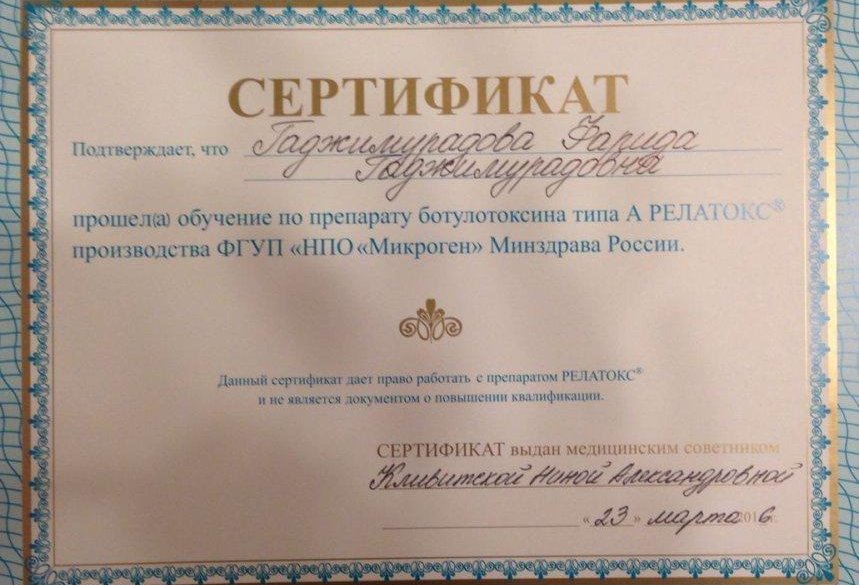 СЕРТИФИКАТ
Подтверждает, что Гаджимурадова Фарида
Гаджимурадовна
прошел(а) обучение по препарату ботулотоксина типа А РЕЛАТОКС®
производства ФГУП «НПО «Микроген» Минздрава России.
Данный сертификат дает право работать с препаратом РЕЛАТОКС®
и не является документом о повышении квалификации.
СЕРТИФИКАТ выдан медицинским советником
Кливитской Ниной Александровной
«23» марта 2016 г.